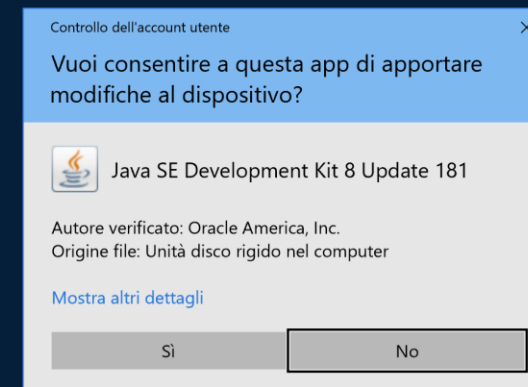 Controllo dell'account utente
Vuoi consentire a questa app di apportare
modifiche al dispositivo?
Java SE Development Kit 8 Update 181
Autore verificato: Oracle America, Inc.
Origine file: Unità disco rigido nel computer
Mostra altri dettagli
Sì
No